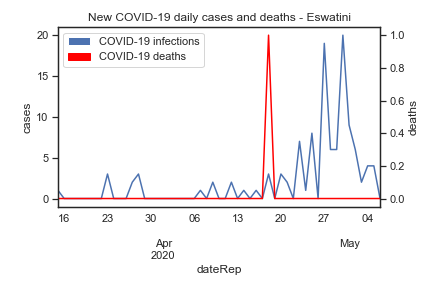 New COVID-19 daily cases and deaths - Eswatini
COVID-19 infections
COVID-19 deaths
20
15
10
5
0
cases
1.0
0.8
0.6
0.4
0.2
0.0
deaths
16 23 30 06 13 20 27 04
Apr May
2020
dateRep